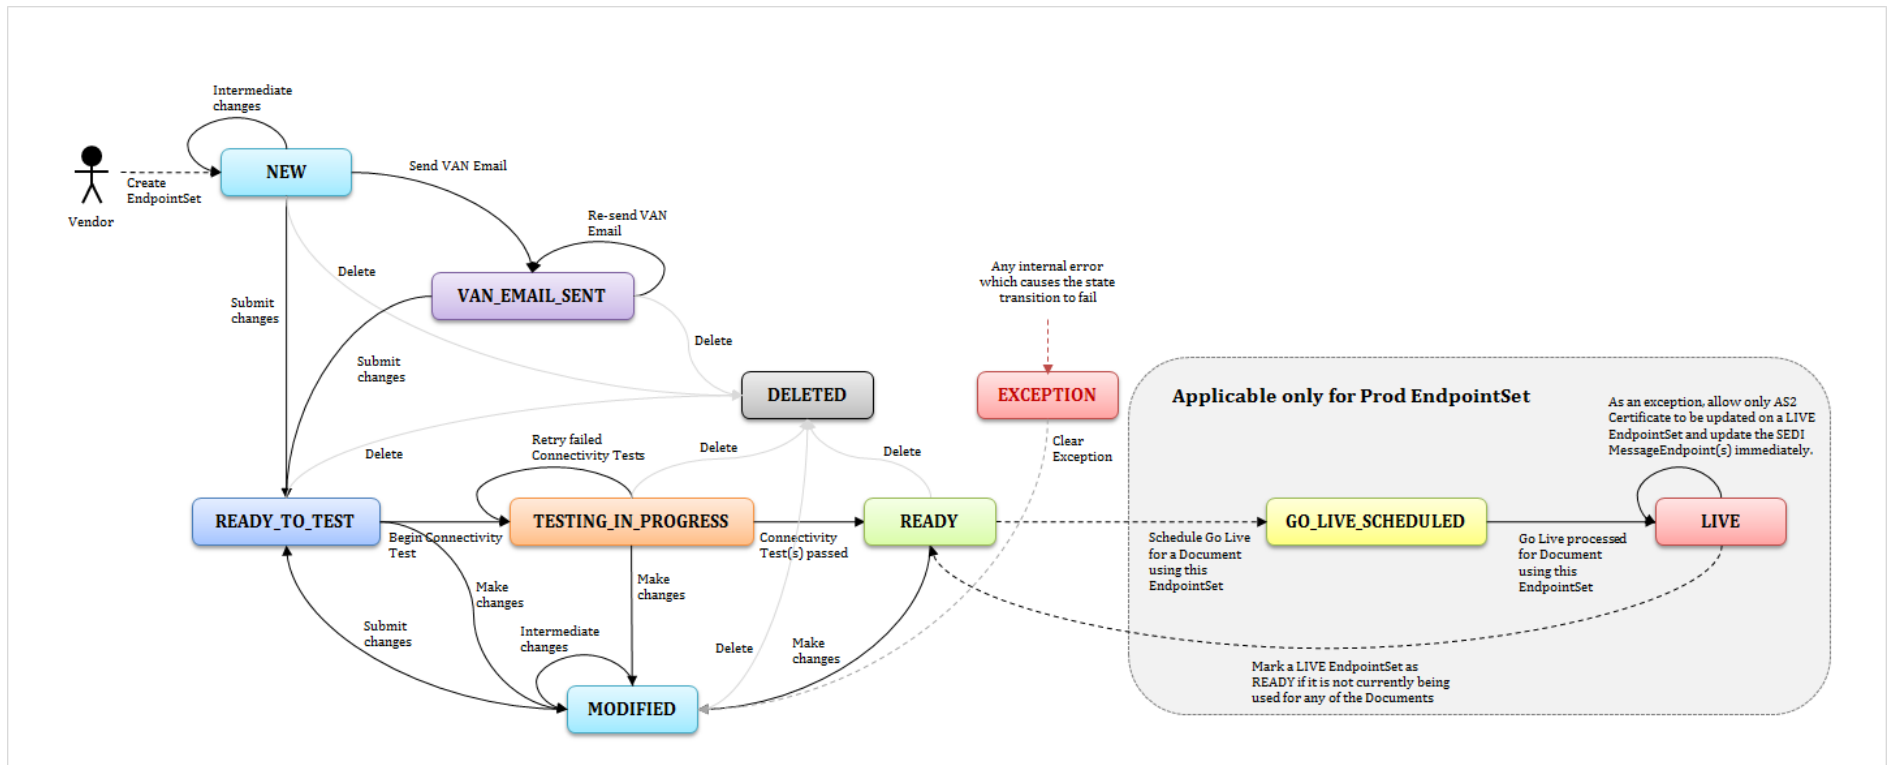 Intermediate
changes
NEW
Create
EndpointSet
Vendor
Send VAN Email
Re-send VAN
Email
VAN_EMAIL_SENT
Delete
Submit
changes
Submit
changes
Delete
DELETED
Any internal error
which causes the state
transition to fail
EXCEPTION
Clear
Exception
Applicable only for Prod EndpointSet
As an exception, allow only AS2
Certificate to be updated on a LIVE
EndpointSet and update the SEDI
MessageEndpoint(s) immediately.
Delete
Retry failed
Connectivity Tests
Delete
Delete
READY_TO_TEST
Begin Connectivity
Test
TESTING_IN_PROGRESS
Connectivity
Test(s) passed
READY
Schedule Go Live
for a Document
using this
EndpointSet
GO_LIVE_SCHEDULED
Go Live processed
for Document
using this
EndpointSet
LIVE
Make
changes
Make
changes
Submit
changes
Intermediate
changes
Delete
Make
changes
MODIFIED
Mark a LIVE EndpointSet as
READY if it is not currently being
used for any of the Documents